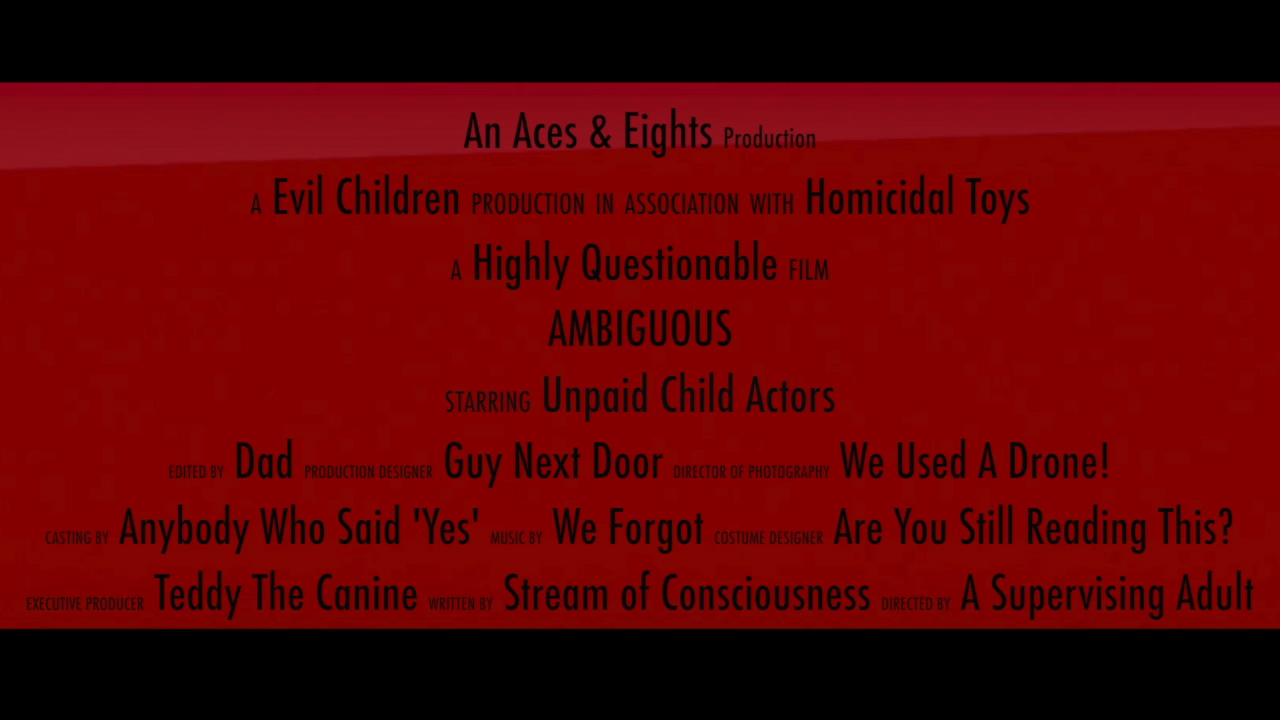 An Aces & Eights Production
A Evil Children PRODUCTION IN ASSOCIATION WITH Homicidal Toys
A Highly Questionable FILM
AMBIGUOUS
STARRING Unpaid Child Actors
EDITED BY Dad PRODUCTION DESIGNER Guy Next Door DIRECTOR OF PHOTOGRAPHY We Used A Drone!
CASTING BY Anybody Who Said 'Yes' MUSIC BY We Forgot COSTUME DESIGNER Are You Still Reading This?
EXECUTIVE PRODUCER Teddy The Canine WRITTEN BY Stream of Consciousness DIRECTED BY A Supervising Adult